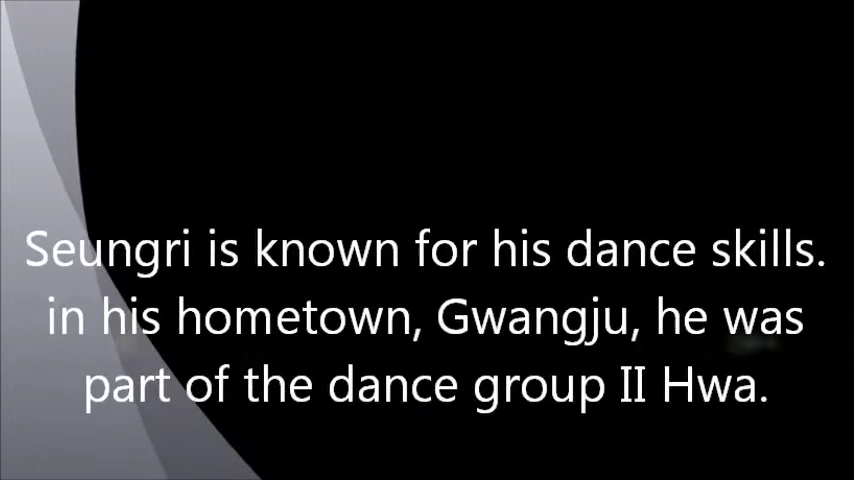 Seungri is known for his dance skills.
in his hometown, Gwangju, he was
part of the dance group II Hwa.